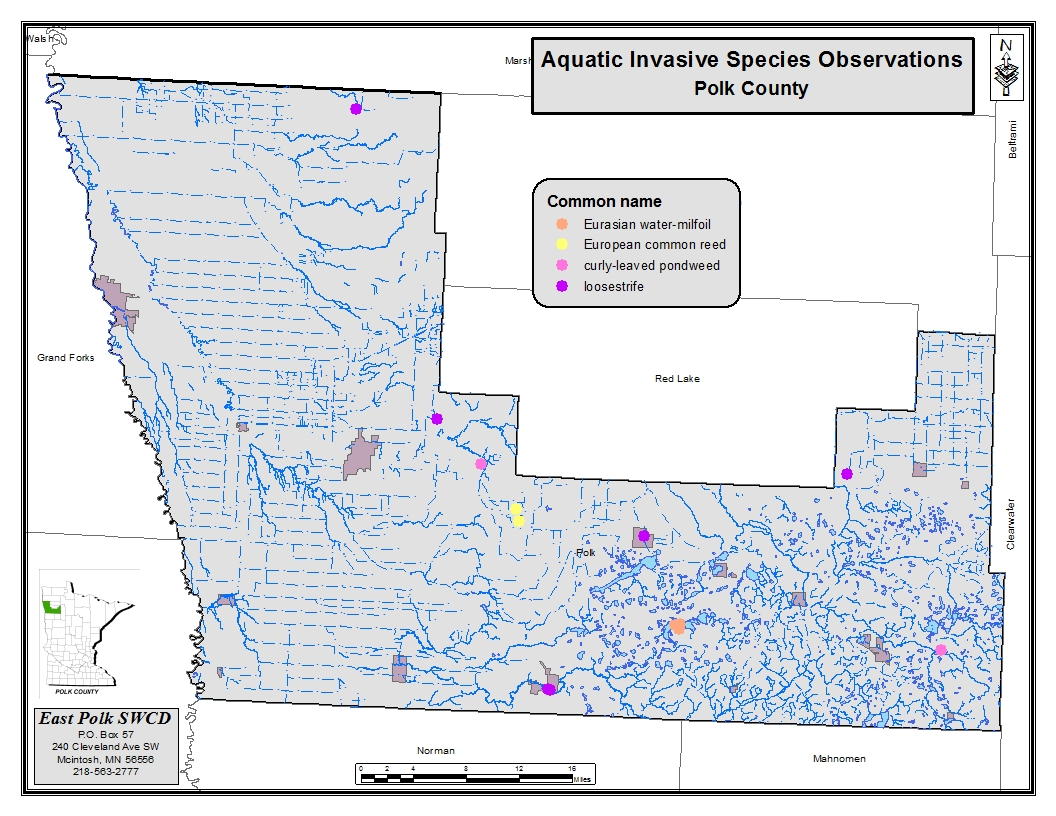 Walsh
Marsh
Aquatic Invasive Species Observations
Polk County
N
Beltrami
Common name
Eurasian water-milfoil
European common reed
curly-leaved pondweed
loosestrife
Grand Forks
Red Lake
Clearwater
Polk
POLK COUNTY
East Polk SWCD
P.O. Box 57
240 Cleveland Ave SW
Mcintosh, MN 56556
218-563-2777
Norman
Mahnomen
0 2 4 8 12 16
Miles